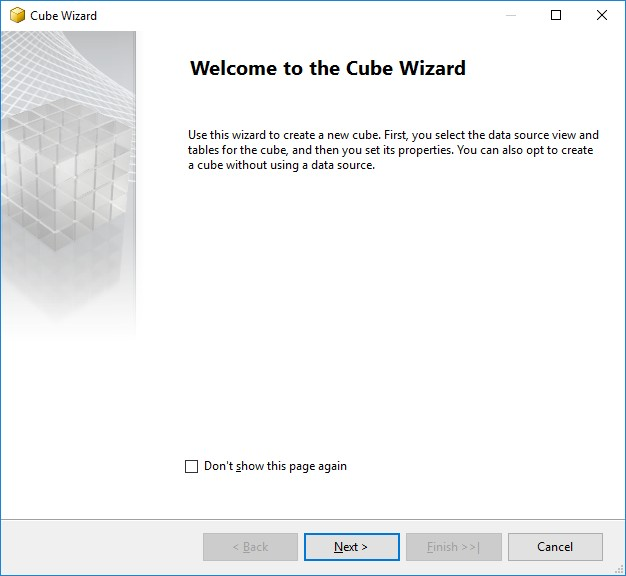 Cube Wizard
Welcome to the Cube Wizard
Use this wizard to create a new cube. First, you select the data source view and
tables for the cube, and then you set its properties. You can also opt to create
a cube without using a data source.
Don't show this page again
< Back
Next >
Finish >>|
Cancel